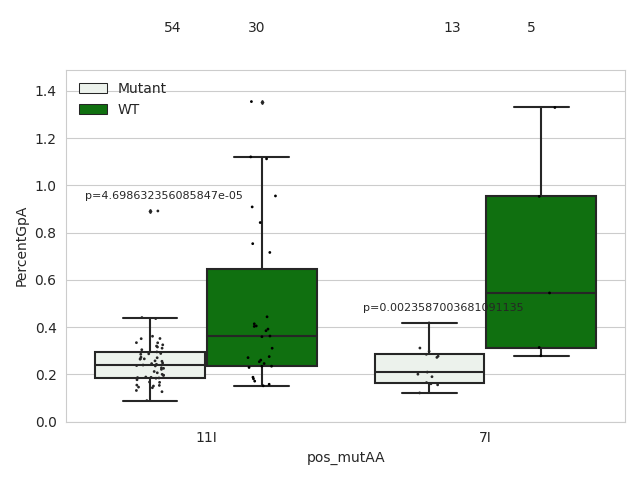 54 30 13 5
1.4
1.2
1.0
0.8
0.6
0.4
0.2
0.0
PercentGpA
Mutant
WT
p=4.698632356085847e-05
p=0.0023587003681091135
11I 7I
pos_mutAA